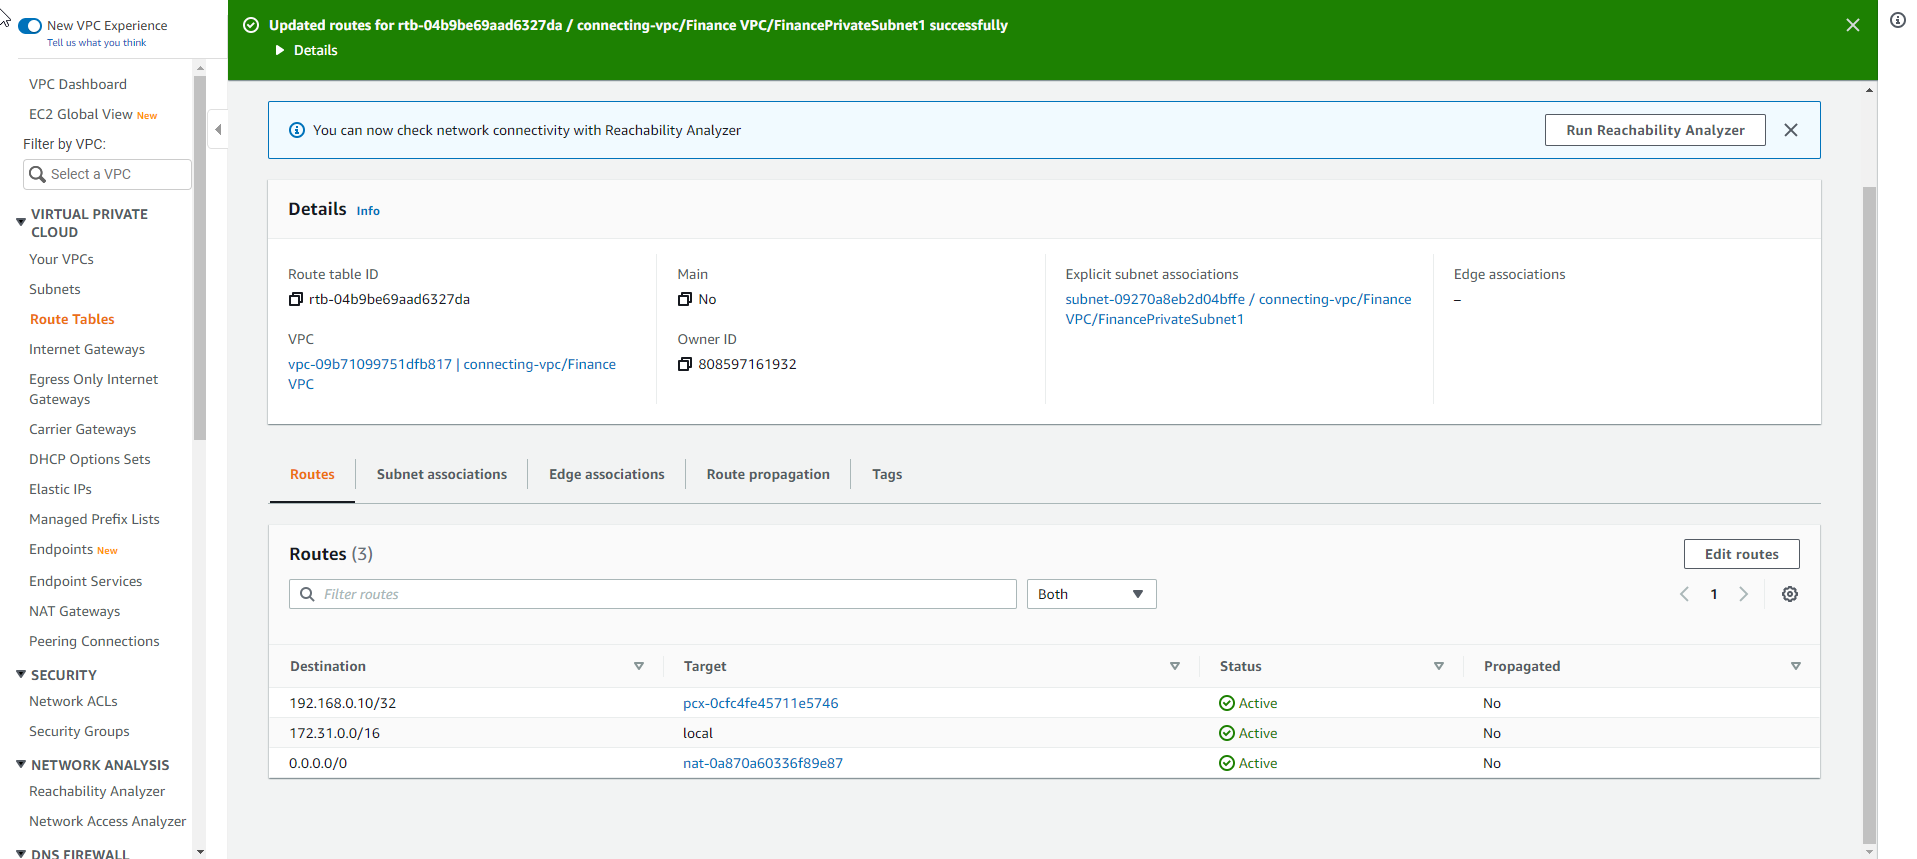 New VPC Experience
Tell us what you think
VPC Dashboard
EC2 Global View New
Filter by VPC:
Select a VPC
VIRTUAL PRIVATE
CLOUD
Your VPCs
Subnets
Route Tables
Internet Gateways
Egress Only Internet
Gateways
Carrier Gateways
DHCP Options Sets
Elastic IPs
Managed Prefix Lists
Endpoints New
Endpoint Services
NAT Gateways
Peering Connections
SECURITY
Network ACLs
Security Groups
NETWORK ANALYSIS
Reachability Analyzer
Network Access Analyzer
DNS FIREWALL
Updated routes for rtb-04b9be69aad6327da / connecting-vpc/Finance VPC/FinancePrivateSubnet1 successfully
Details
You can now check network connectivity with Reachability Analyzer
Run Reachability Analyzer
Details Info
Route table ID
rtb-04b9be69aad6327da
VPC
vpc-09b71099751dfb817 | connecting-vpc/Finance
VPC
Main
No
Owner ID
808597161932
Explicit subnet associations
subnet-09270a8eb2d04bffe / connecting-vpc/Finance
VPC/FinancePrivateSubnet1
Edge associations
–
Routes Subnet associations Edge associations Route propagation Tags
Routes (3)
Edit routes
Filter routes
Both
1
Destination Target Status Propagated
192.168.0.10/32 pcx-0cfc4fe45711e5746 Active No
172.31.0.0/16 local Active No
0.0.0.0/0 nat-0a870a60336f89e87 Active No